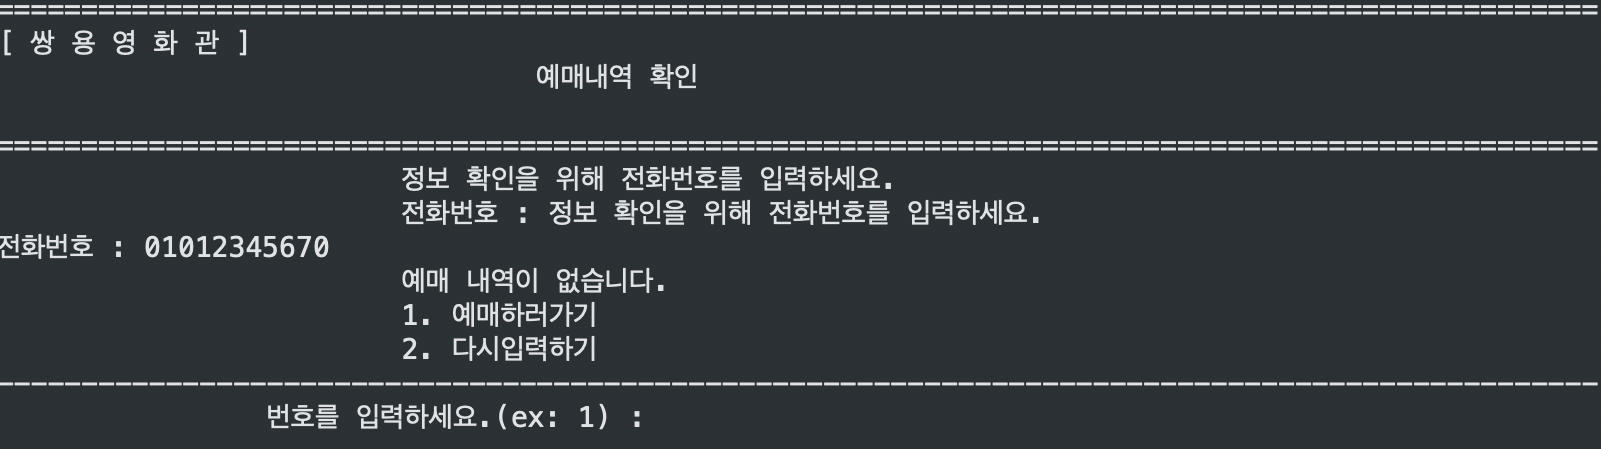 ====================================================================================================
[ 쌍 용 영 화 관 ]
예매내역 확인
====================================================================================================
정보 확인을 위해 전화번호를 입력하세요.
전화번호 : 정보 확인을 위해 전화번호를 입력하세요.
전화번호 : 01012345670
예매 내역이 없습니다.
1. 예매하러가기
2. 다시입력하기
----------------------------------------------------------------------------------------------------
번호를 입력하세요.(ex: 1) :